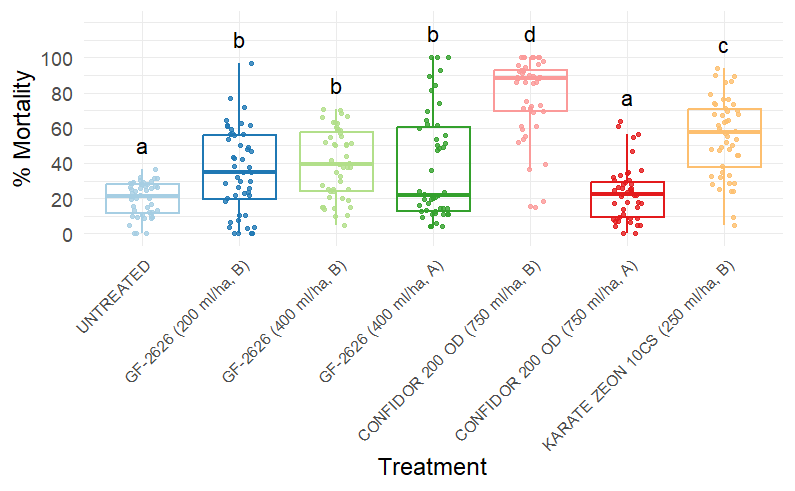 % Mortality
100
80
60
40
20
0
a
b
b
b
d
a
c
UNTREATED
GF-2626 (200 ml/ha, B)
GF-2626 (400 ml/ha, B)
GF-2626 (400 ml/ha, A)
CONFIDOR 200 OD (750 ml/ha, B)
CONFIDOR 200 OD (750 ml/ha, A)
KARATE ZEON 10CS (250 ml/ha, B)
Treatment